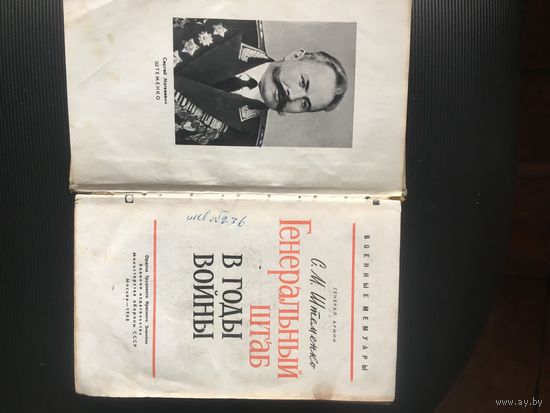 Сергей Матвеевич
ШТЕМЕНКО
ВОЕННЫЕ МЕМУАРЫ
ГЕНЕРАЛ АРМИИ
С. М. Штеменко
Генеральный
штаб
В ГОДЫ
ВОЙНЫ
Ордена Трудового Красного Знамени
Военное издательство
Министерства обороны СССР
www.ay.by